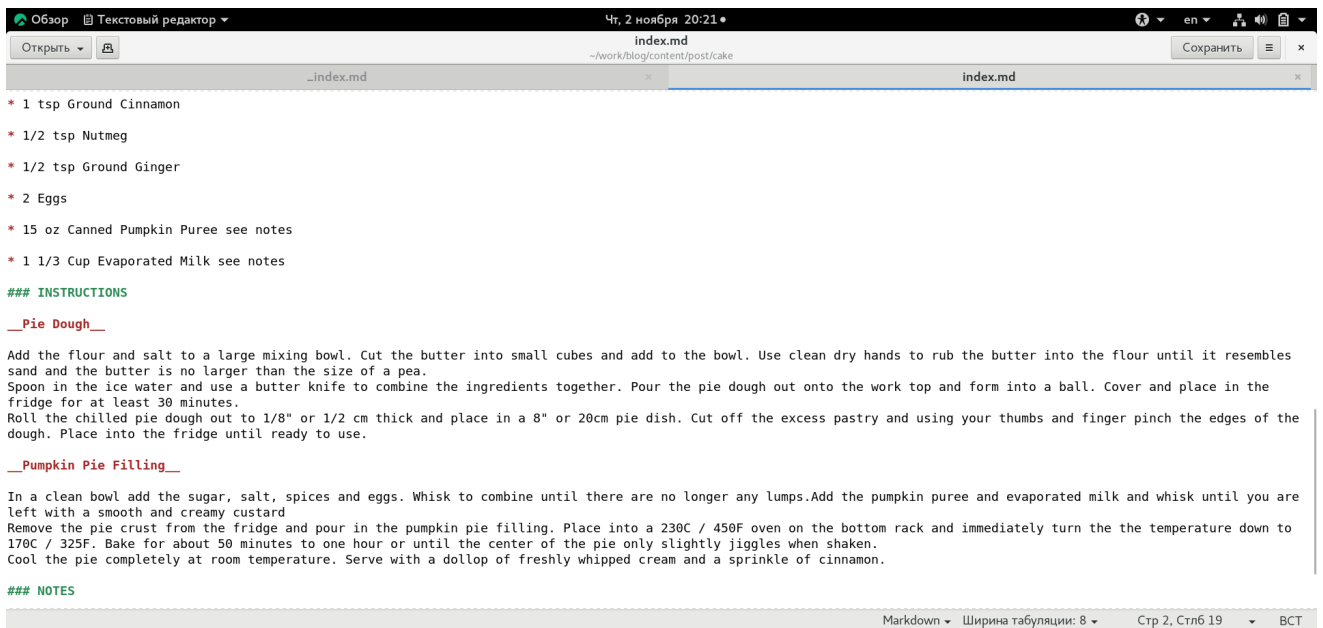 Обзор Текстовый редактор Чт, 2 ноября 20:21 en
Открыть index.md Сохранить
~/work/blog/content/post/cake
_index.md × index.md ×
* 1 tsp Ground Cinnamon
* 1/2 tsp Nutmeg
* 1/2 tsp Ground Ginger
* 2 Eggs
* 15 oz Canned Pumpkin Puree see notes
* 1 1/3 Cup Evaporated Milk see notes
### INSTRUCTIONS
__Pie Dough__
Add the flour and salt to a large mixing bowl. Cut the butter into small cubes and add to the bowl. Use clean dry hands to rub the butter into the flour until it resembles
sand and the butter is no larger than the size of a pea.
Spoon in the ice water and use a butter knife to combine the ingredients together. Pour the pie dough out onto the work top and form into a ball. Cover and place in the
fridge for at least 30 minutes.
Roll the chilled pie dough out to 1/8" or 1/2 cm thick and place in a 8" or 20cm pie dish. Cut off the excess pastry and using your thumbs and finger pinch the edges of the
dough. Place into the fridge until ready to use.
__Pumpkin Pie Filling__
In a clean bowl add the sugar, salt, spices and eggs. Whisk to combine until there are no longer any lumps.Add the pumpkin puree and evaporated milk and whisk until you are
left with a smooth and creamy custard
Remove the pie crust from the fridge and pour in the pumpkin pie filling. Place into a 230C / 450F oven on the bottom rack and immediately turn the the temperature down to
170C / 325F. Bake for about 50 minutes to one hour or until the center of the pie only slightly jiggles when shaken.
Cool the pie completely at room temperature. Serve with a dollop of freshly whipped cream and a sprinkle of cinnamon.
### NOTES
Markdown Ширина табуляции: 8 Стр 2, Стлб 19 ВСТ